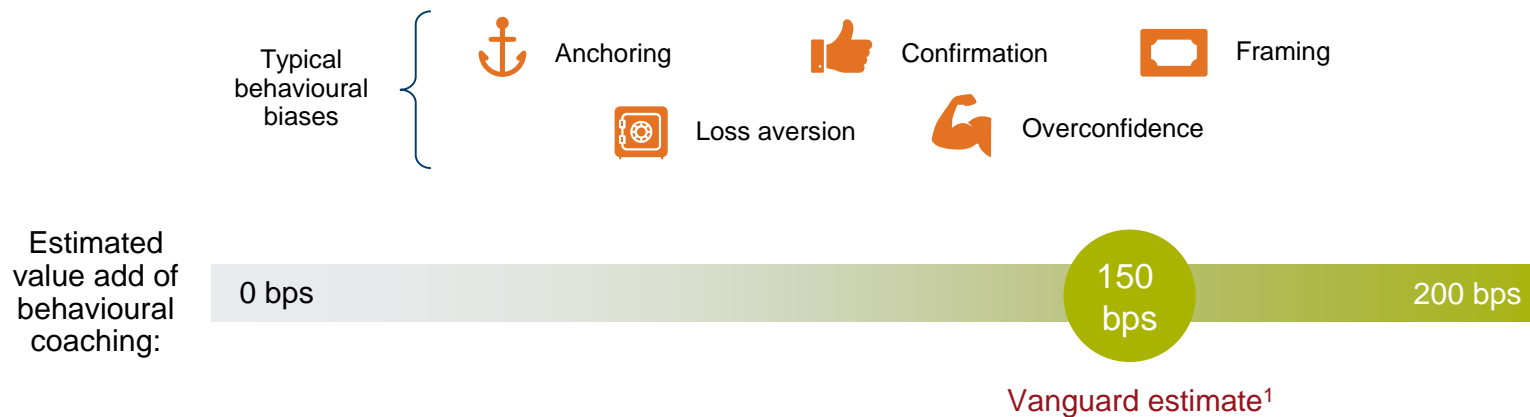 Typical
behavioural
biases
Anchoring
Confirmation
Framing
Loss aversion
Overconfidence
Estimated
value add of
behavioural
coaching:
0 bps
150
bps
200 bps
Vanguard estimate¹